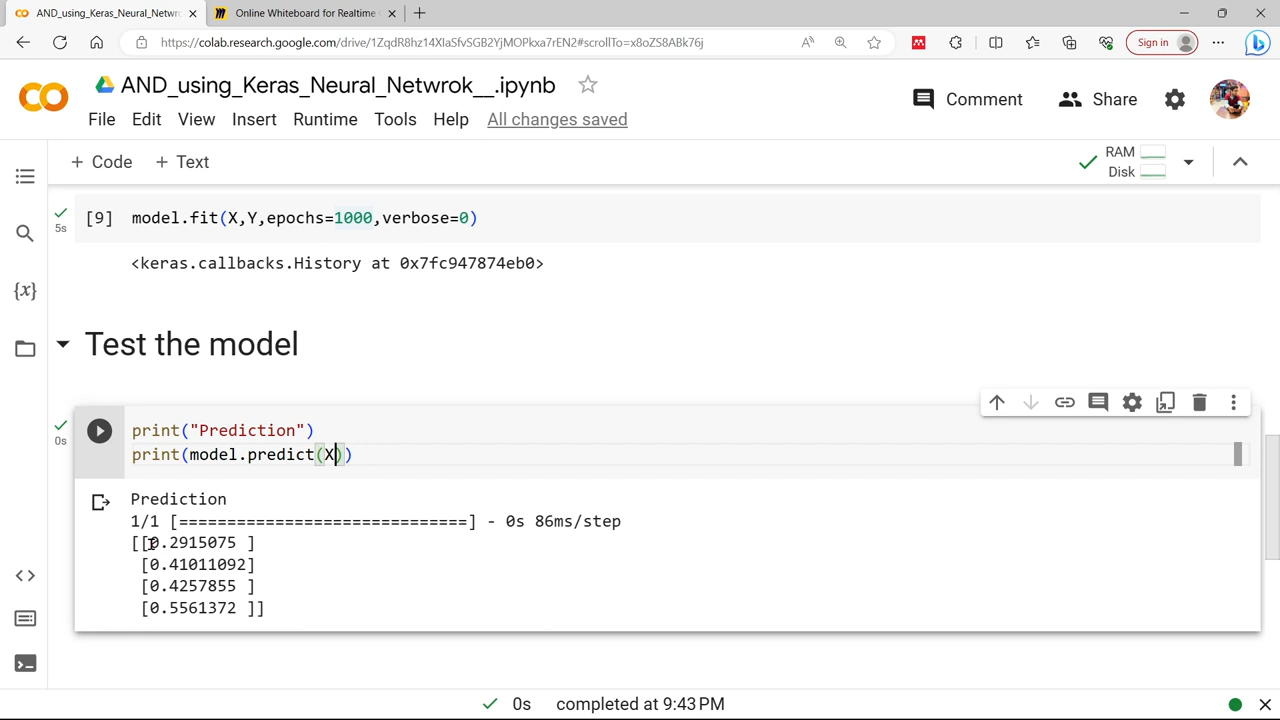 AND_using_Keras_Neural_Netwrok
Online Whiteboard for Realtime C
https://colab.research.google.com/drive/1ZqdR8hz14XIaSfvSGB2YjMOPkxa7rEN2#scrollTo=x8oZS8ABk76j
Sign in
AND_using_Keras_Neural_Netwrok__.ipynb
Comment
Share
File Edit View Insert Runtime Tools Help All changes saved
+ Code + Text
RAM
Disk
[9] model.fit(X,Y,epochs=1000,verbose=0)
5s
<keras.callbacks.History at 0x7fc947874eb0>
{x}
Test the model
print("Prediction")
0s
print(model.predict(X))
Prediction
1/1 [==============================] - 0s 86ms/step
[[0.2915075 ]
[0.41011092]
[0.4257855 ]
[0.5561372 ]]
0s completed at 9:43 PM